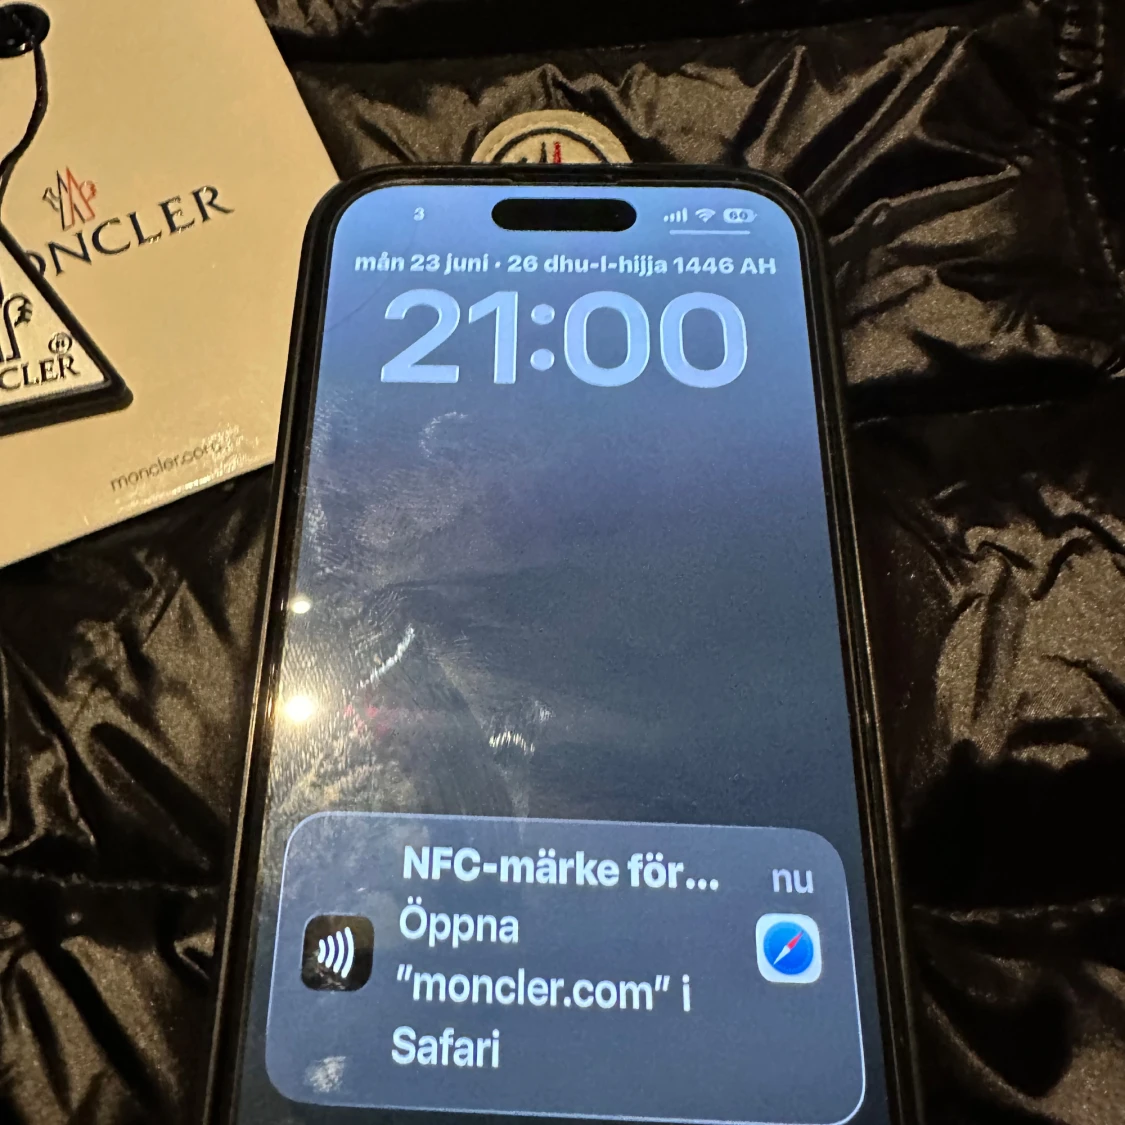 MONCLER
CLER
moncler.com
3
60
mån 23 juni · 26 dhu-l-hijja 1446 AH
21:00
NFC-märke för...
nu
Öppna
"moncler.com" i
Safari